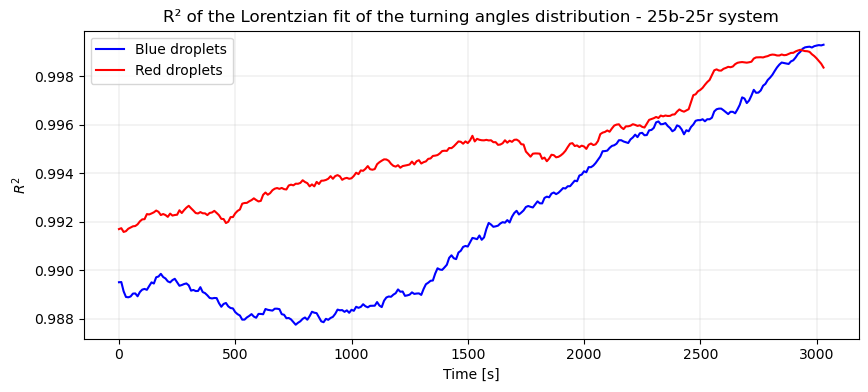 R² of the Lorentzian fit of the turning angles distribution - 25b-25r system
Blue droplets
Red droplets
0.998
0.996
0.994
0.992
0.990
0.988
R²
0
500
1000
1500
2000
2500
3000
Time [s]